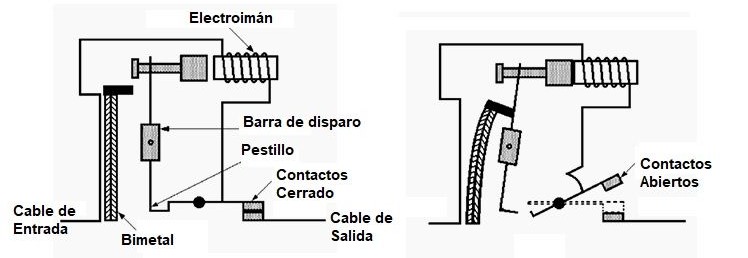 Electroimán
Barra de disparo
Pestillo
Contactos
Cerrado
Cable de
Entrada
Bimetal
Cable de
Salida
Contactos
Abiertos